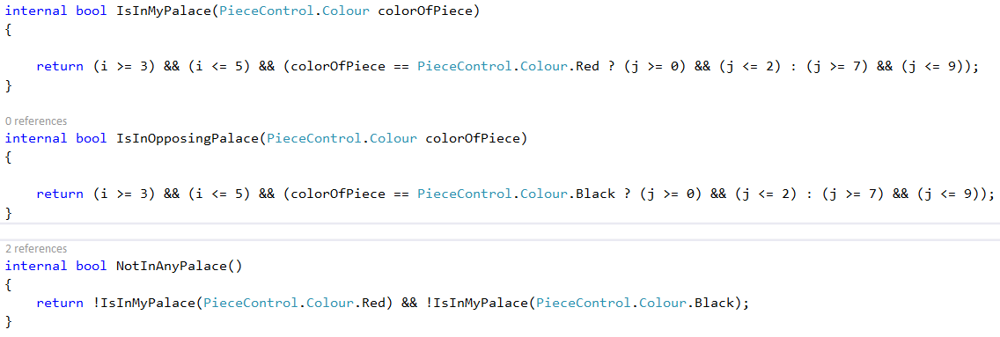 internal bool IsInMyPalace(PieceControl.Colour colorOfPiece)
{
return (i >= 3) && (i <= 5) && (colorOfPiece == PieceControl.Colour.Red ? (j >= 0) && (j <= 2) : (j >= 7) && (j <= 9));
}
0 references
internal bool IsInOpposingPalace(PieceControl.Colour colorOfPiece)
{
return (i >= 3) && (i <= 5) && (colorOfPiece == PieceControl.Colour.Black ? (j >= 0) && (j <= 2) : (j >= 7) && (j <= 9));
}
2 references
internal bool NotInAnyPalace()
{
return !IsInMyPalace(PieceControl.Colour.Red) && !IsInMyPalace(PieceControl.Colour.Black);
}